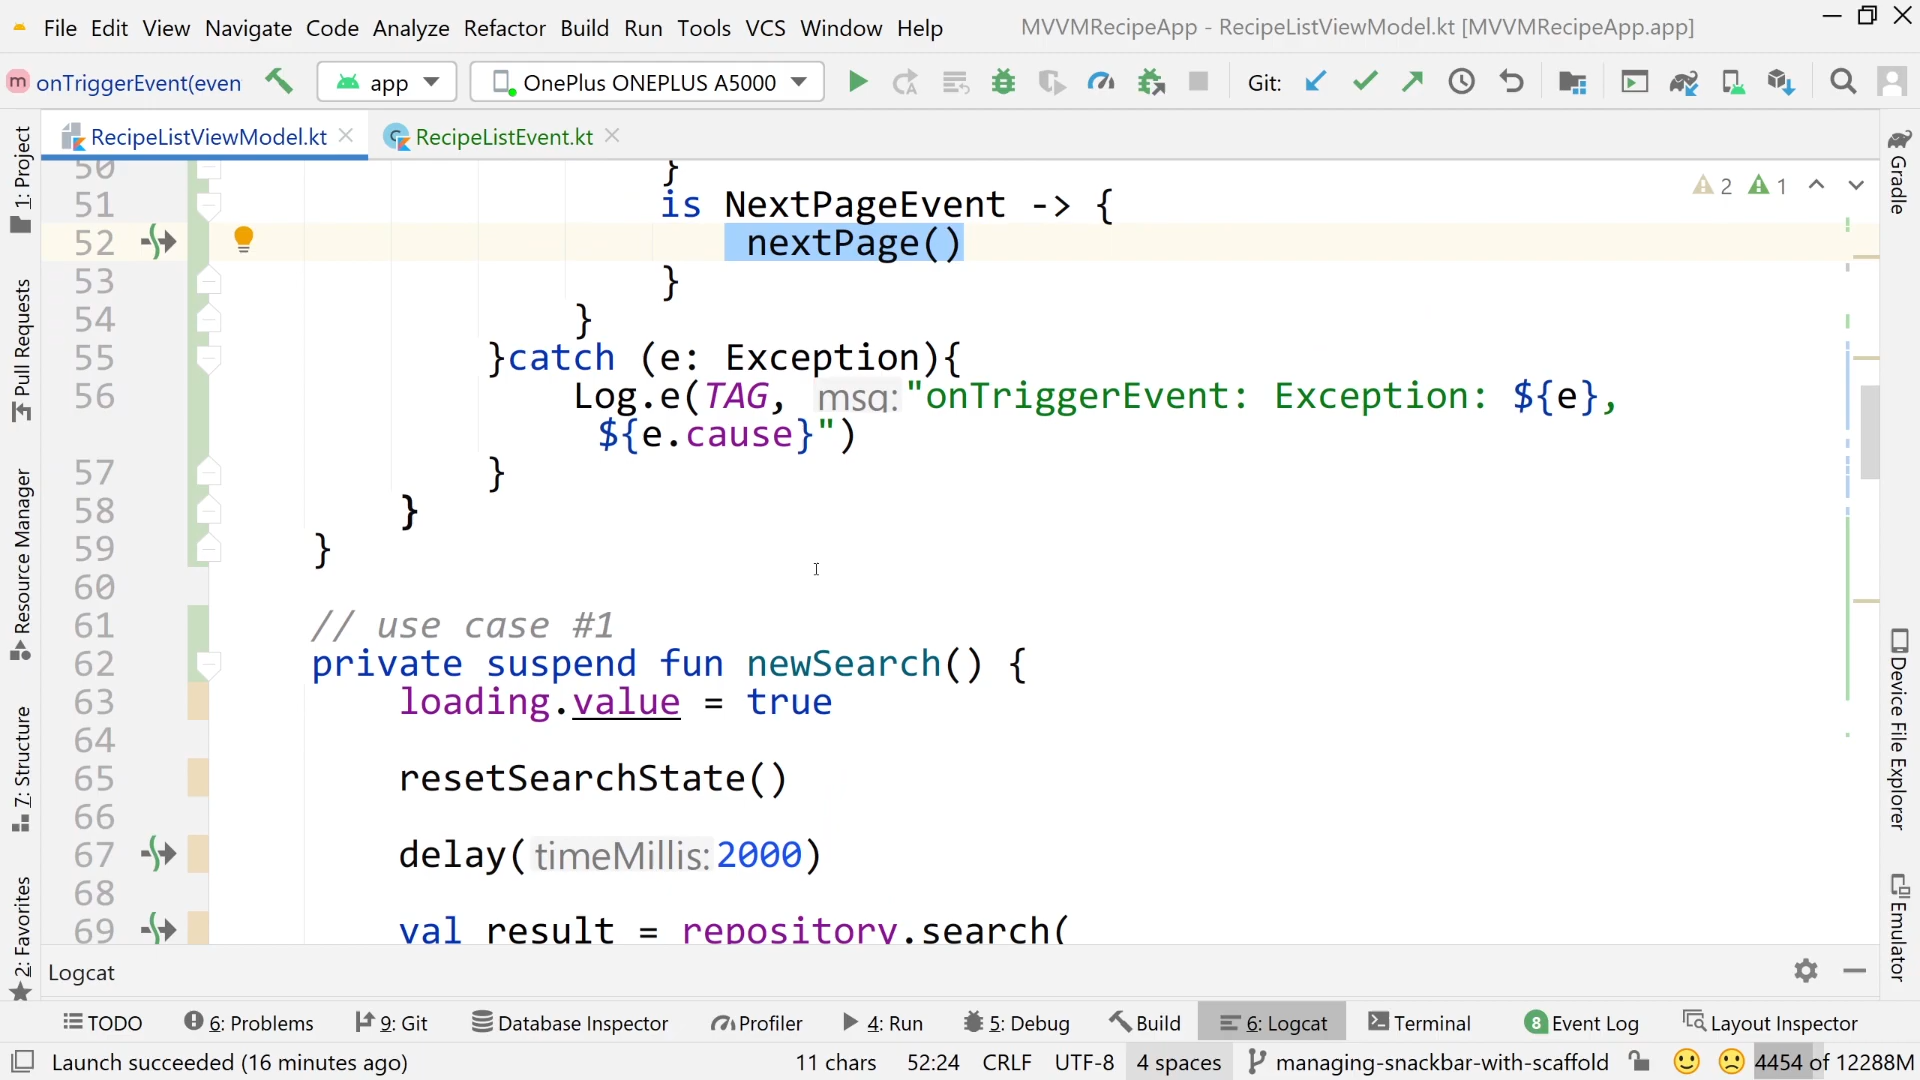 File Edit View Navigate Code Analyze Refactor Build Run Tools VCS Window Help MVVMRecipeApp - RecipeListViewModel.kt [MVVMRecipeApp.app]
m onTriggerEvent(even app OnePlus ONEPLUS A5000 Git:
RecipeListViewModel.kt RecipeListEvent.kt
50 }
51 is NextPageEvent -> {
2 1
52 nextPage()
53 }
54 }
55 }catch (e: Exception){
56 Log.e(TAG, msg: "onTriggerEvent: Exception: ${e},
${e.cause}")
57 }
58 }
59 }
60
61 // use case #1
62 private suspend fun newSearch() {
63 loading.value = true
64
65 resetSearchState()
66
67 delay( timeMillis: 2000)
68
69 val result = repository.search(
1: Project
Pull Requests
Resource Manager
7: Structure
2: Favorites
Gradle
Device File Explorer
Emulator
Logcat
TODO 6: Problems 9: Git Database Inspector Profiler 4: Run 5: Debug Build 6: Logcat Terminal 8 Event Log Layout Inspector
Launch succeeded (16 minutes ago) 11 chars 52:24 CRLF UTF-8 4 spaces managing-snackbar-with-scaffold 4454 of 12288M